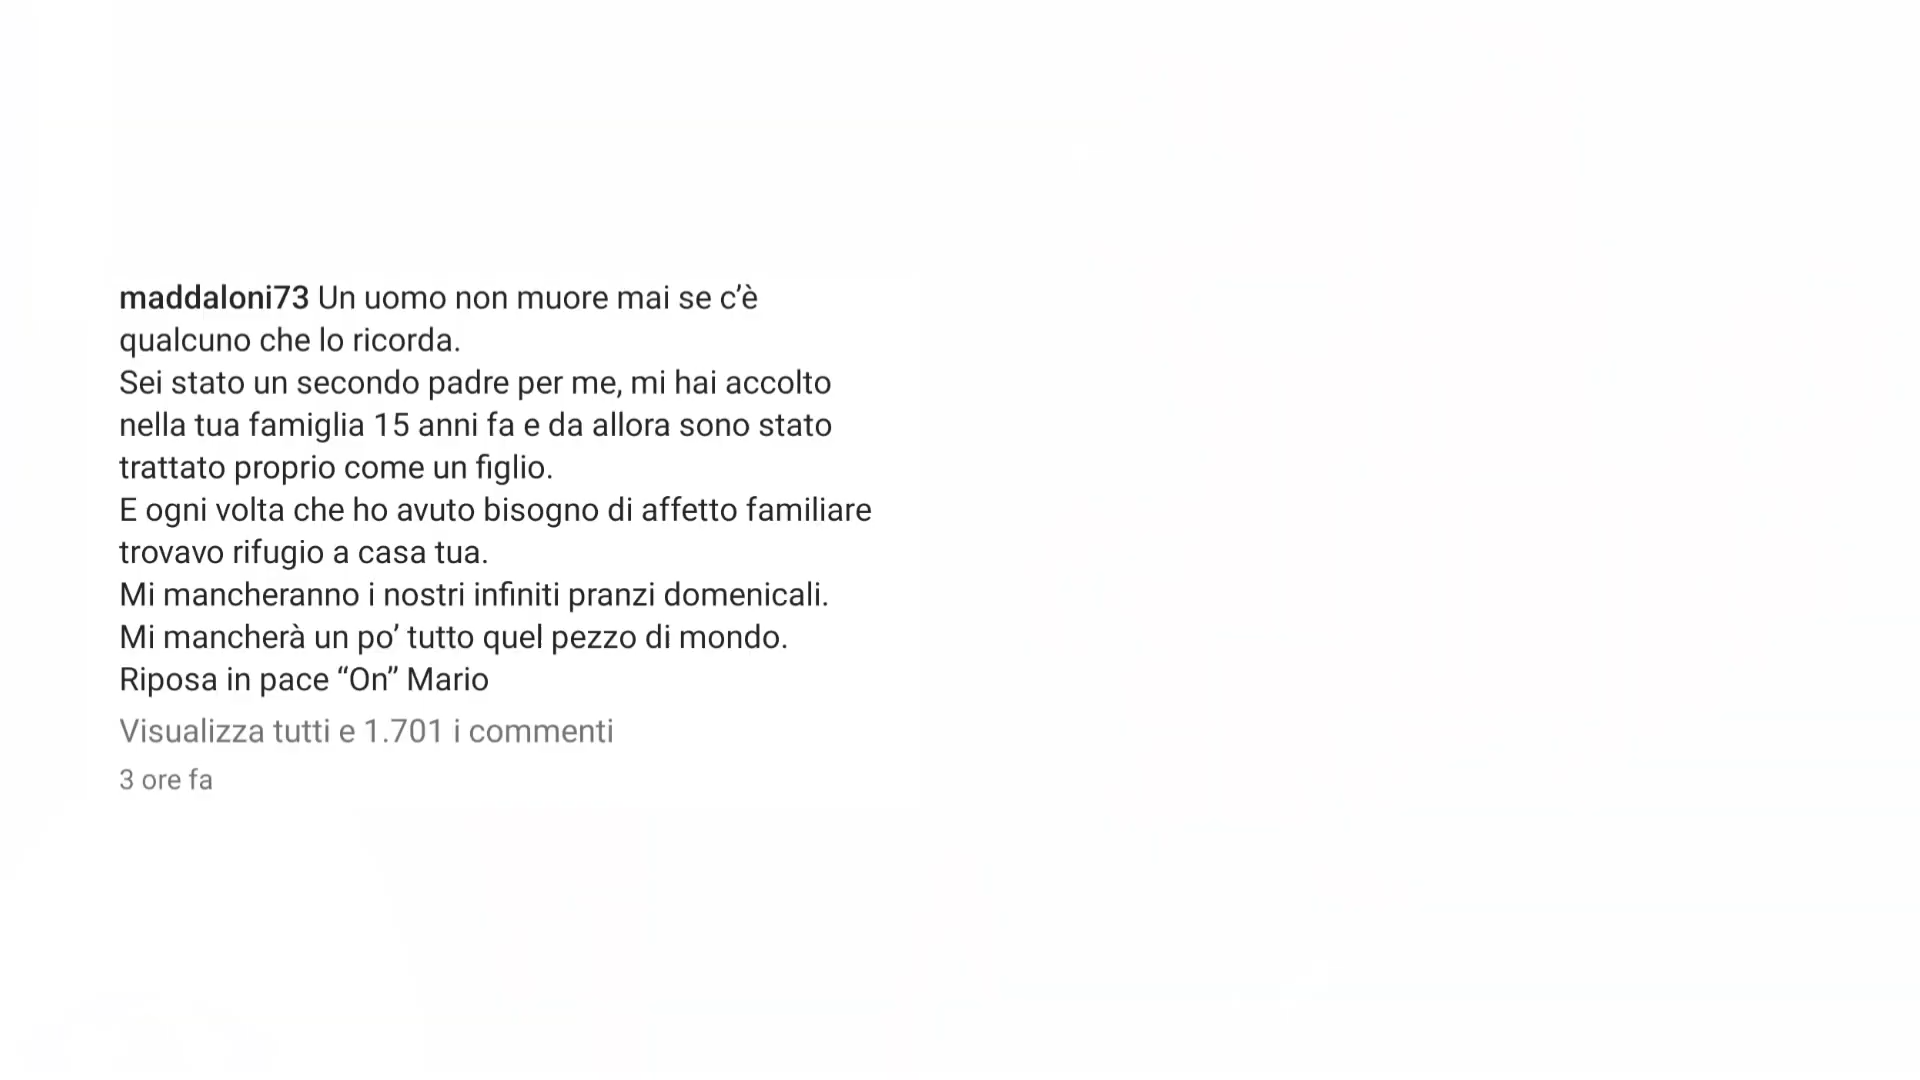 maddaloni73 Un uomo non muore mai se c’è
qualcuno che lo ricorda.
Sei stato un secondo padre per me, mi hai accolto
nella tua famiglia 15 anni fa e da allora sono stato
trattato proprio come un figlio.
E ogni volta che ho avuto bisogno di affetto familiare
trovavo rifugio a casa tua.
Mi mancheranno i nostri infiniti pranzi domenicali.
Mi mancherà un po’ tutto quel pezzo di mondo.
Riposa in pace “On” Mario
Visualizza tutti e 1.701 i commenti
3 ore fa